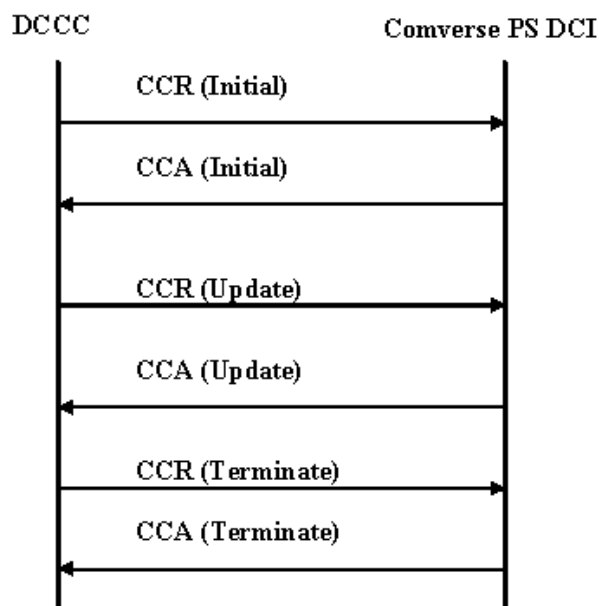 DCCC
Comverse PS DCI
CCR (Initial)
CCA (Initial)
CCR (Update)
CCA (Update)
CCR (Terminate)
CCA (Terminate)